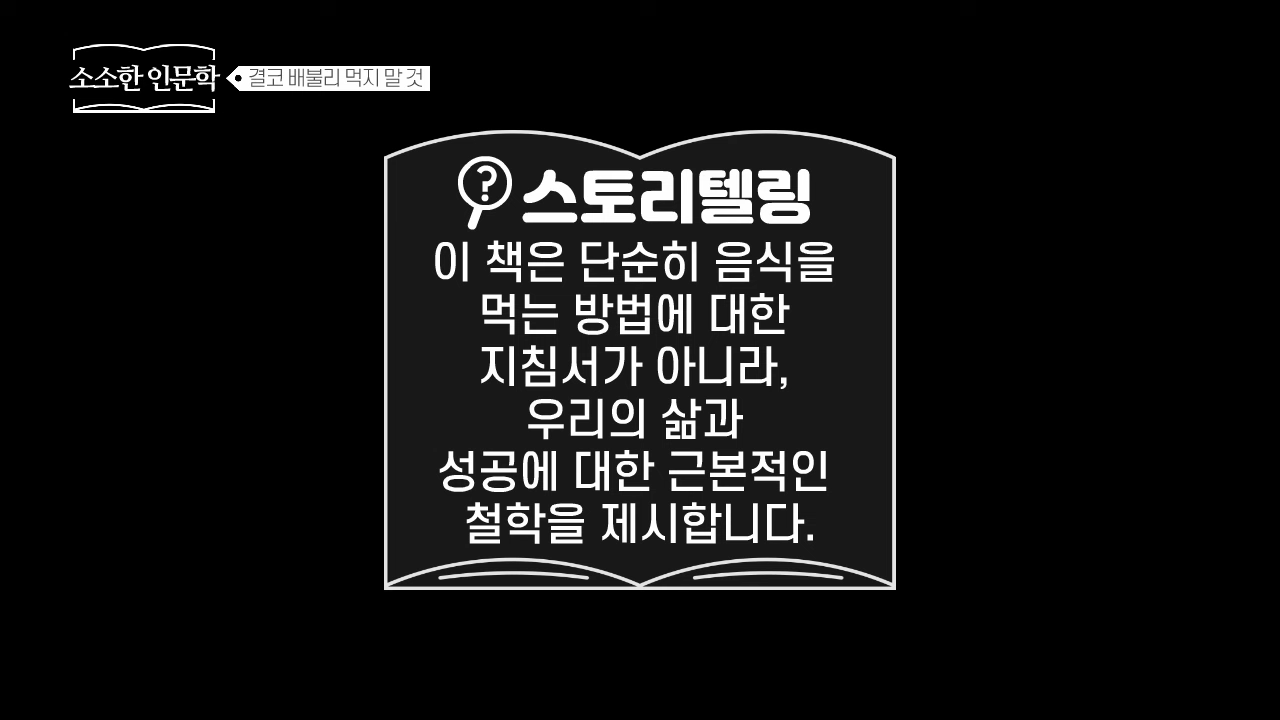 소소한 인문학
결코 배불리 먹지 말 것
?
스토리텔링
이 책은 단순히 음식을
먹는 방법에 대한
지침서가 아니라,
우리의 삶과
성공에 대한 근본적인
철학을 제시합니다.